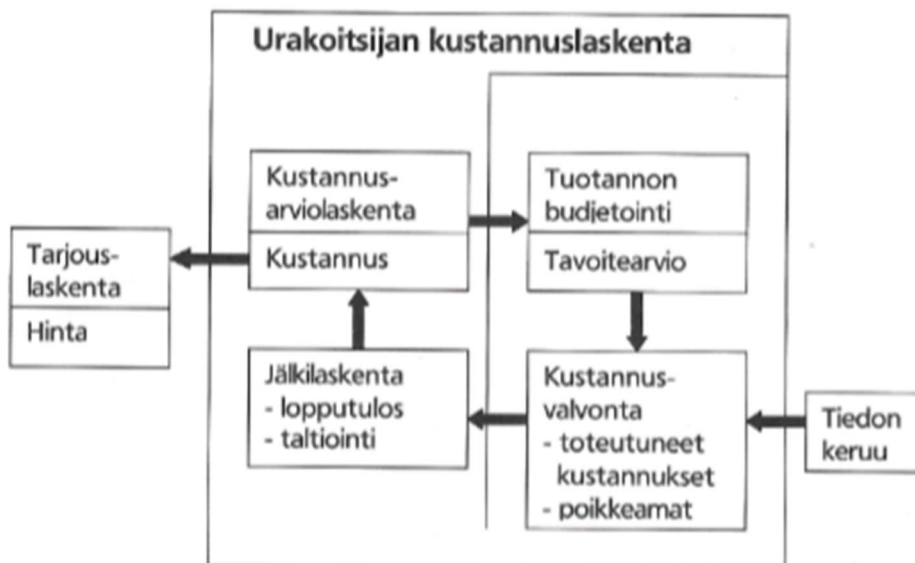 Urakoitsijan kustannuslaskenta
Kustannus-
arviolaskenta
Kustannus
Tuotannon
budjetointi
Tavoitearvio
Tarjous-
laskenta
Hinta
Jälkilaskenta
- lopputulos
- taltiointi
Kustannus-
valvonta
- toteutuneet
kustannukset
- poikkeamat
Tiedon
keruu